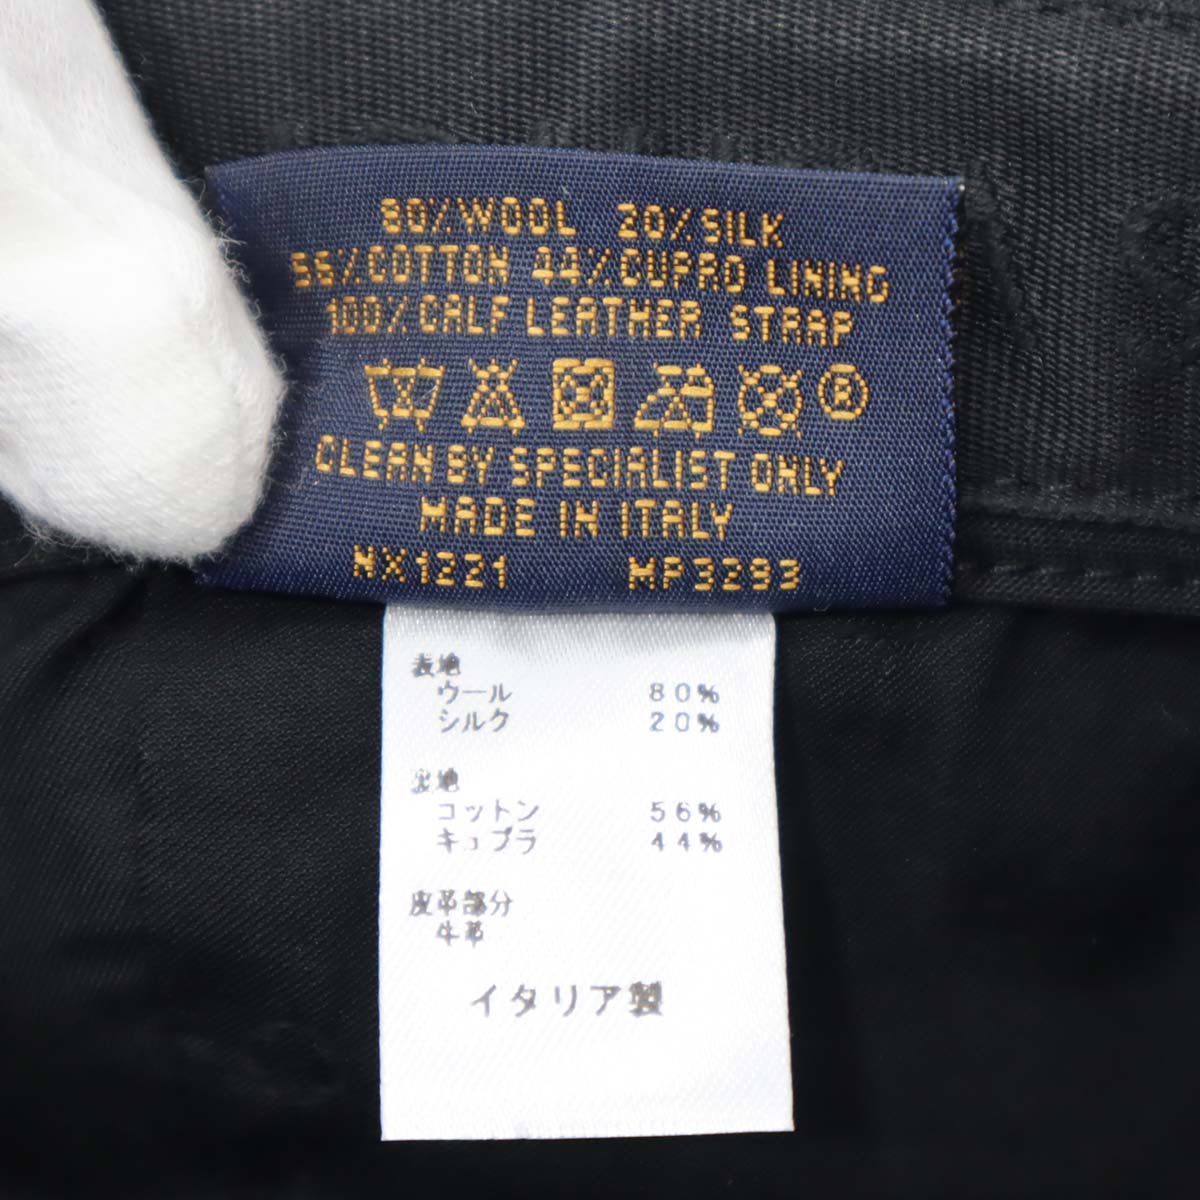 80%WOOL 20%SILK
56%COTTON 44%CUPRO LINING
100%CALF LEATHER STRAP
®
CLEAN BY SPECIALIST ONLY
MADE IN ITALY
NX1221 MP3293
表地
ウール 80%
シルク 20%
裏地
コットン 56%
キュプラ 44%
皮革部分
牛革
イタリア製